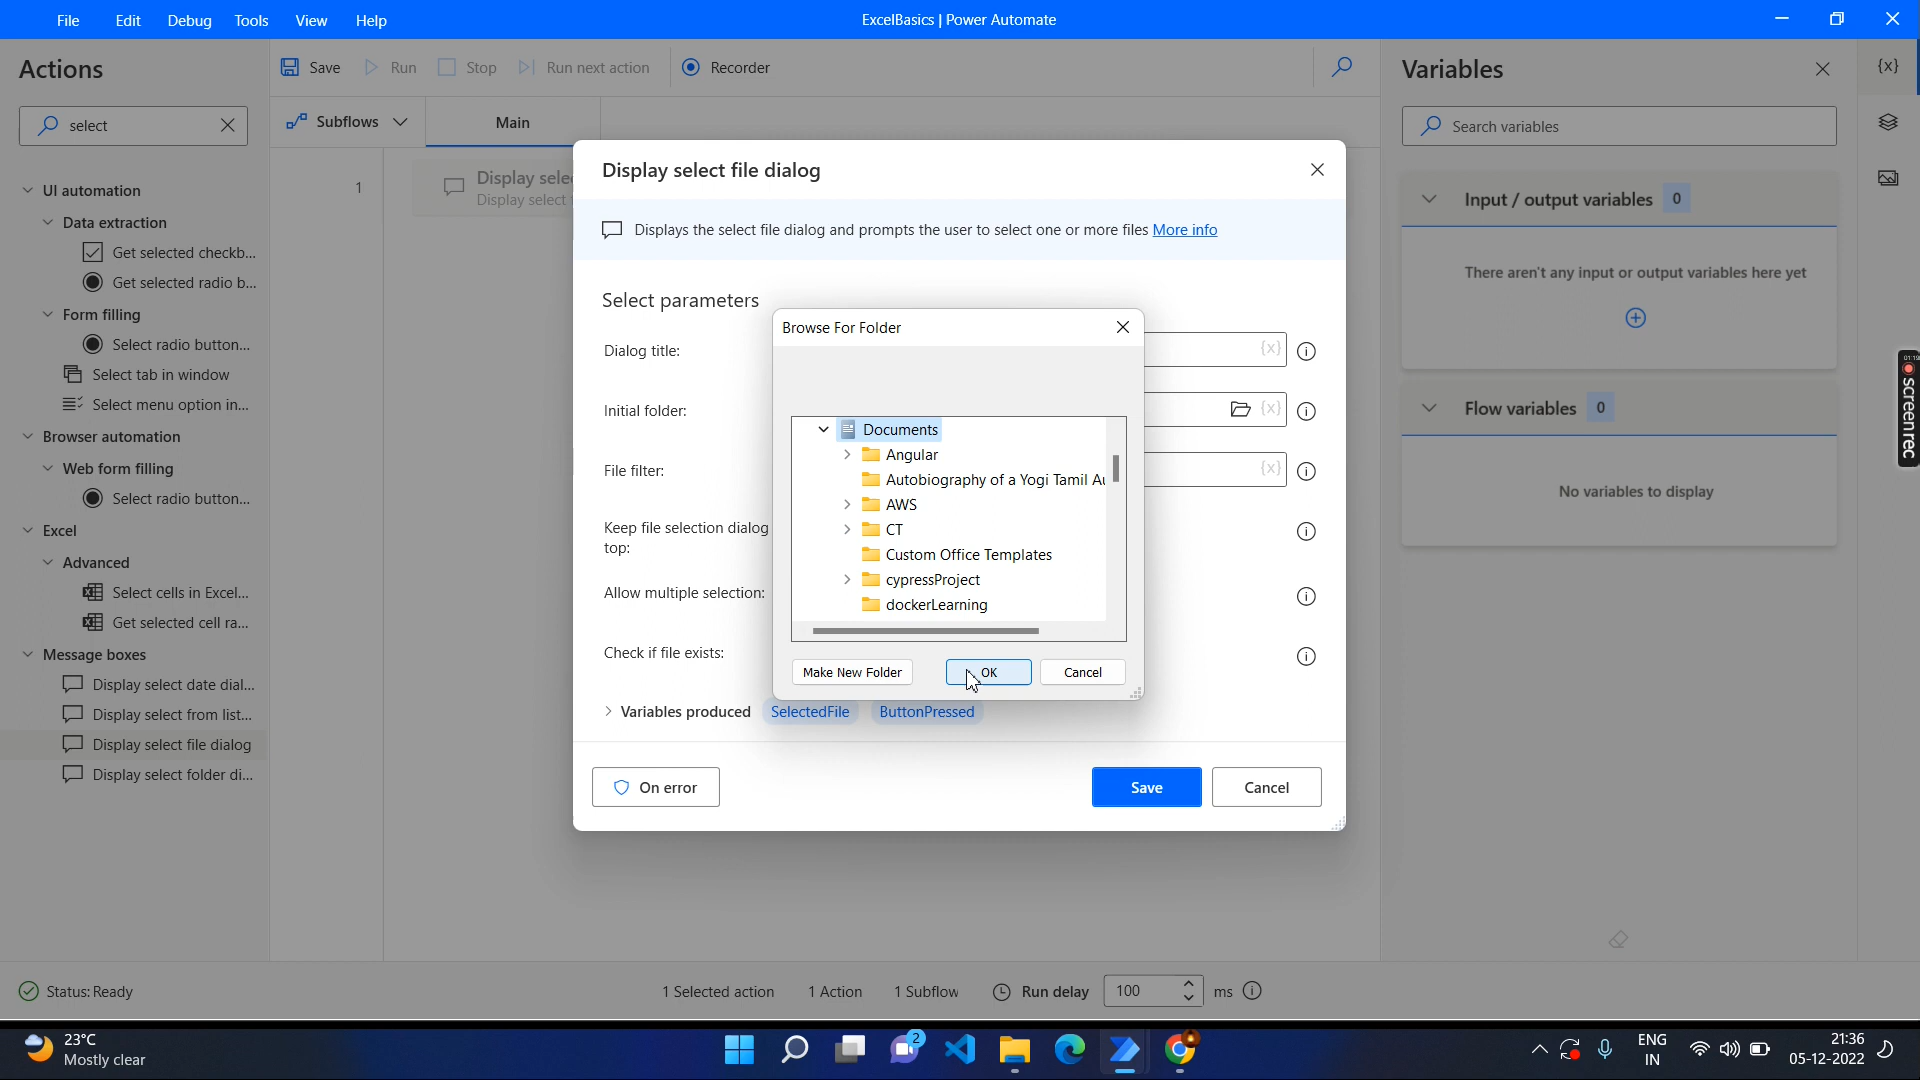 File Edit Debug Tools View Help
ExcelBasics | Power Automate
Actions
select
UI automation
Data extraction
Get selected checkb...
Get selected radio b...
Form filling
Select radio button...
Select tab in window
Select menu option in...
Browser automation
Web form filling
Select radio button...
Excel
Advanced
Select cells in Excel...
Get selected cell ra...
Message boxes
Display select date dial...
Display select from list...
Display select file dialog
Display select folder di...
Save Run Stop Run next action Recorder
Subflows Main
1
Display sele
Display select
Display select file dialog
Displays the select file dialog and prompts the user to select one or more files More info
Select parameters
Dialog title:
{x}
Initial folder:
{x}
File filter:
{x}
Keep file selection dialog
top:
Allow multiple selection:
Check if file exists:
Variables produced SelectedFile ButtonPressed
On error Save Cancel
Browse For Folder
Documents
Angular
Autobiography of a Yogi Tamil Au
AWS
CT
Custom Office Templates
cypressProject
dockerLearning
Make New Folder OK Cancel
Variables
{x}
Search variables
Input / output variables 0
There aren't any input or output variables here yet
Flow variables 0
No variables to display
screenrec
Status: Ready 1 Selected action 1 Action 1 Subflow Run delay 100 ms
23°C
Mostly clear
2
ENG
IN
21:36
05-12-2022